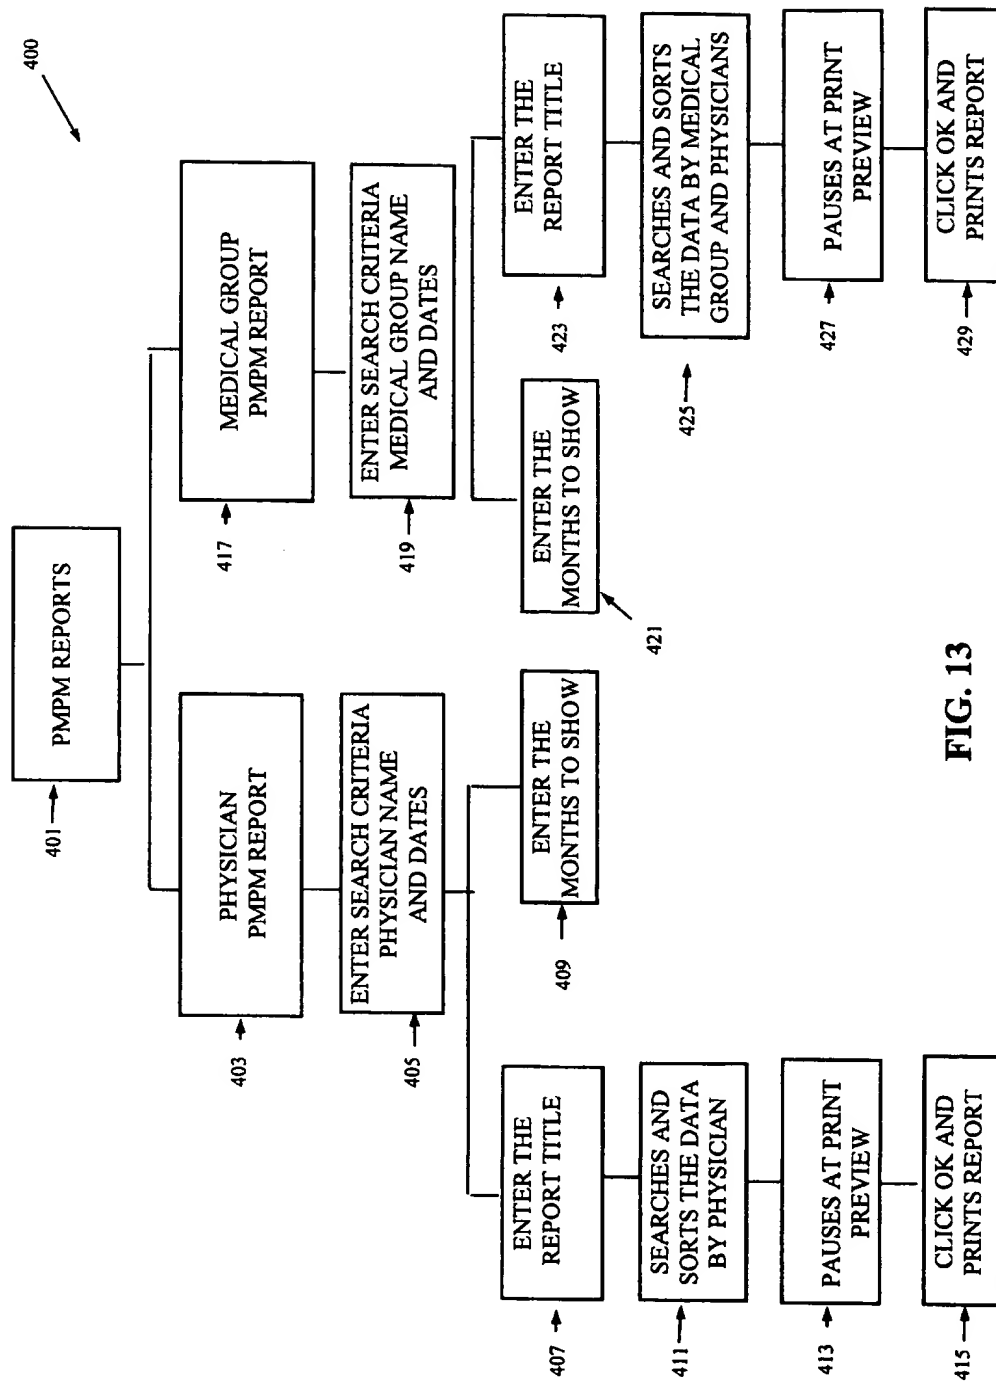 400
401
PMPM REPORTS
403
PHYSICIAN
PMPM REPORT
417
MEDICAL GROUP
PMPM REPORT
405
ENTER SEARCH CRITERIA
PHYSICIAN NAME
AND DATES
419
ENTER SEARCH CRITERIA
MEDICAL GROUP NAME
AND DATES
407
ENTER THE
REPORT TITLE
409
ENTER THE
MONTHS TO SHOW
421
ENTER THE
MONTHS TO SHOW
423
ENTER THE
REPORT TITLE
411
SEARCHES AND
SORTS THE DATA
BY PHYSICIAN
425
SEARCHES AND SORTS
THE DATA BY MEDICAL
GROUP AND PHYSICIANS
413
PAUSES AT PRINT
PREVIEW
427
PAUSES AT PRINT
PREVIEW
415
CLICK OK AND
PRINTS REPORT
429
CLICK OK AND
PRINTS REPORT
FIG. 13